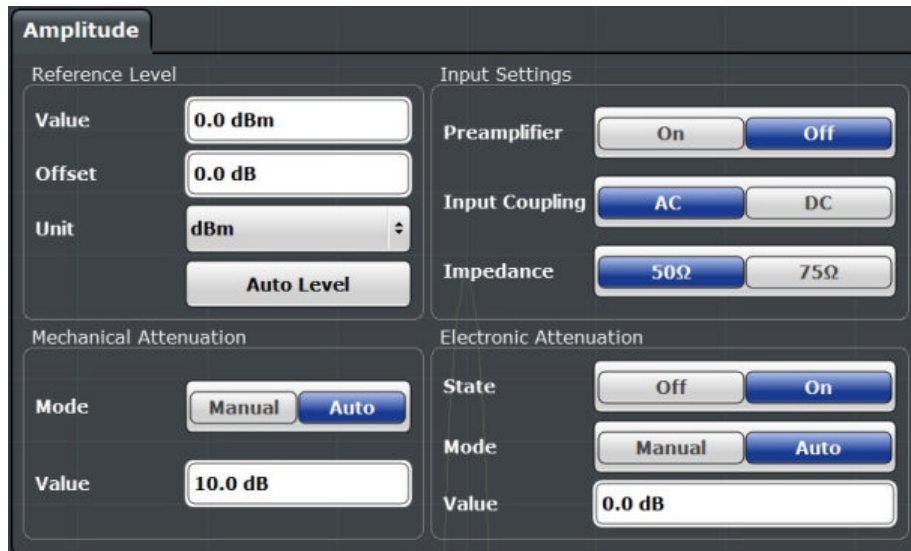 Amplitude
Reference Level
Value 0.0 dBm
Offset 0.0 dB
Unit dBm
Auto Level
Input Settings
Preamplifier On Off
Input Coupling AC DC
Impedance 50Ω 75Ω
Mechanical Attenuation
Mode Manual Auto
Value 10.0 dB
Electronic Attenuation
State Off On
Mode Manual Auto
Value 0.0 dB